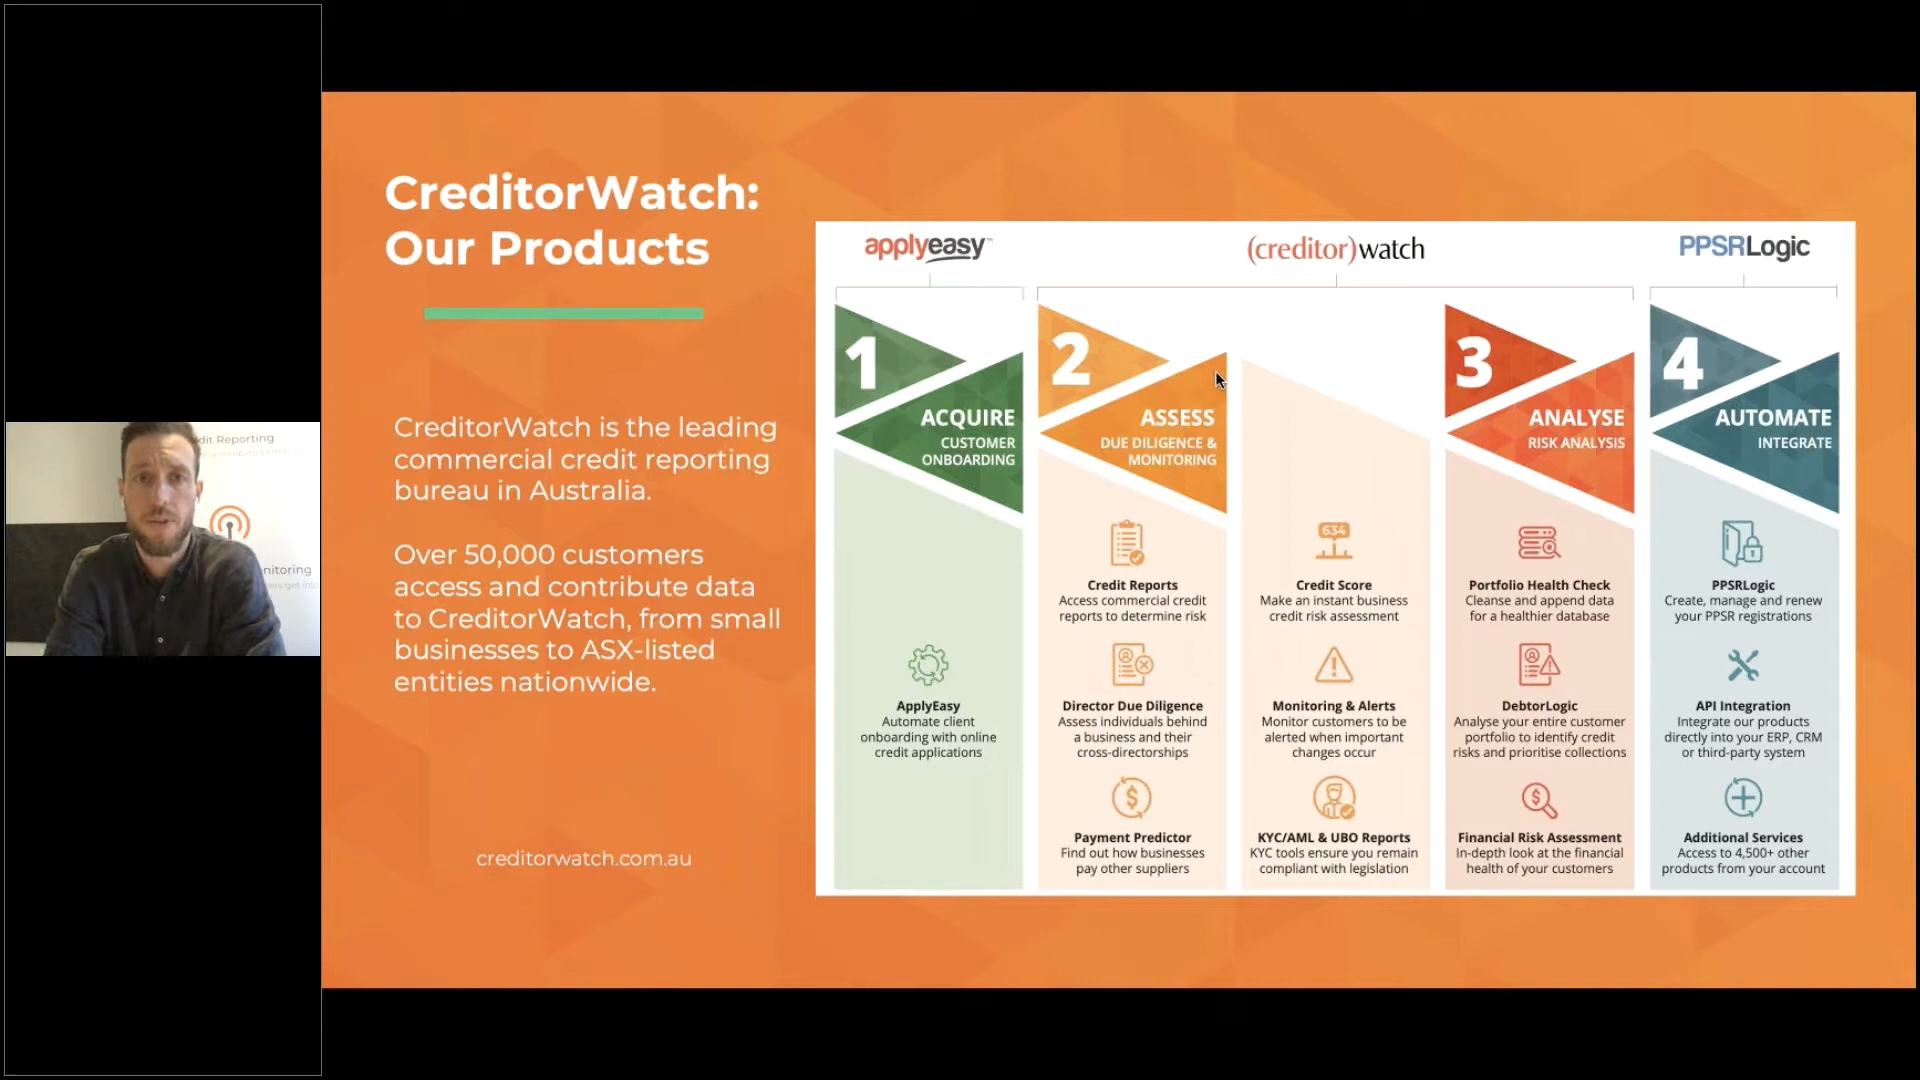 dit Reporting
nitoring
CreditorWatch:
Our Products
CreditorWatch is the leading
commercial credit reporting
bureau in Australia.
Over 50,000 customers
access and contribute data
to CreditorWatch, from small
businesses to ASX-listed
entities nationwide.
creditorwatch.com.au
applyeasy™
(creditor)watch
PPSRLogic
1
ACQUIRE
CUSTOMER
ONBOARDING
ApplyEasy
Automate client
onboarding with online
credit applications
2
ASSESS
DUE DILIGENCE &
MONITORING
Credit Reports
Access commercial credit
reports to determine risk
Director Due Diligence
Assess individuals behind
a business and their
cross-directorships
Payment Predictor
Find out how businesses
pay other suppliers
634
Credit Score
Make an instant business
credit risk assessment
Monitoring & Alerts
Monitor customers to be
alerted when important
changes occur
KYC/AML & UBO Reports
KYC tools ensure you remain
compliant with legislation
3
ANALYSE
RISK ANALYSIS
Portfolio Health Check
Cleanse and append data
for a healthier database
DebtorLogic
Analyse your entire customer
portfolio to identify credit
risks and prioritise collections
Financial Risk Assessment
In-depth look at the financial
health of your customers
4
AUTOMATE
INTEGRATE
PPSRLogic
Create, manage and renew
your PPSR registrations
API Integration
Integrate our products
directly into your ERP, CRM
or third-party system
Additional Services
Access to 4,500+ other
products from your account